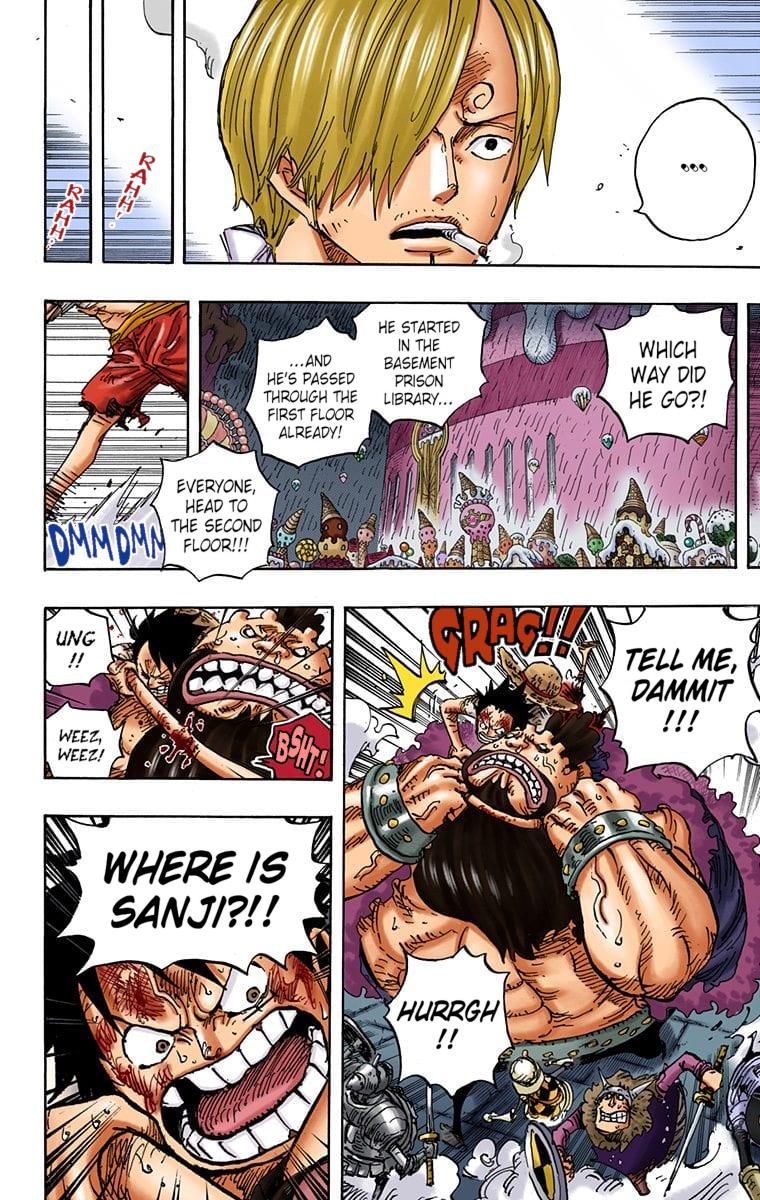 ...
RAHH!
RAHH!
WHICH
WAY DID
HE GO?!
HE STARTED
IN THE
BASEMENT
PRISON
LIBRARY...
...AND
HE'S PASSED
THROUGH THE
FIRST FLOOR
ALREADY!
EVERYONE,
HEAD TO
THE SECOND
FLOOR!!!
DMM DMM
GRAG!!
TELL ME,
DAMMIT
!!!
HURRGH
!!
UNG
!!
BSHT!
WEEZ,
WEEZ!
WHERE IS
SANJI?!!